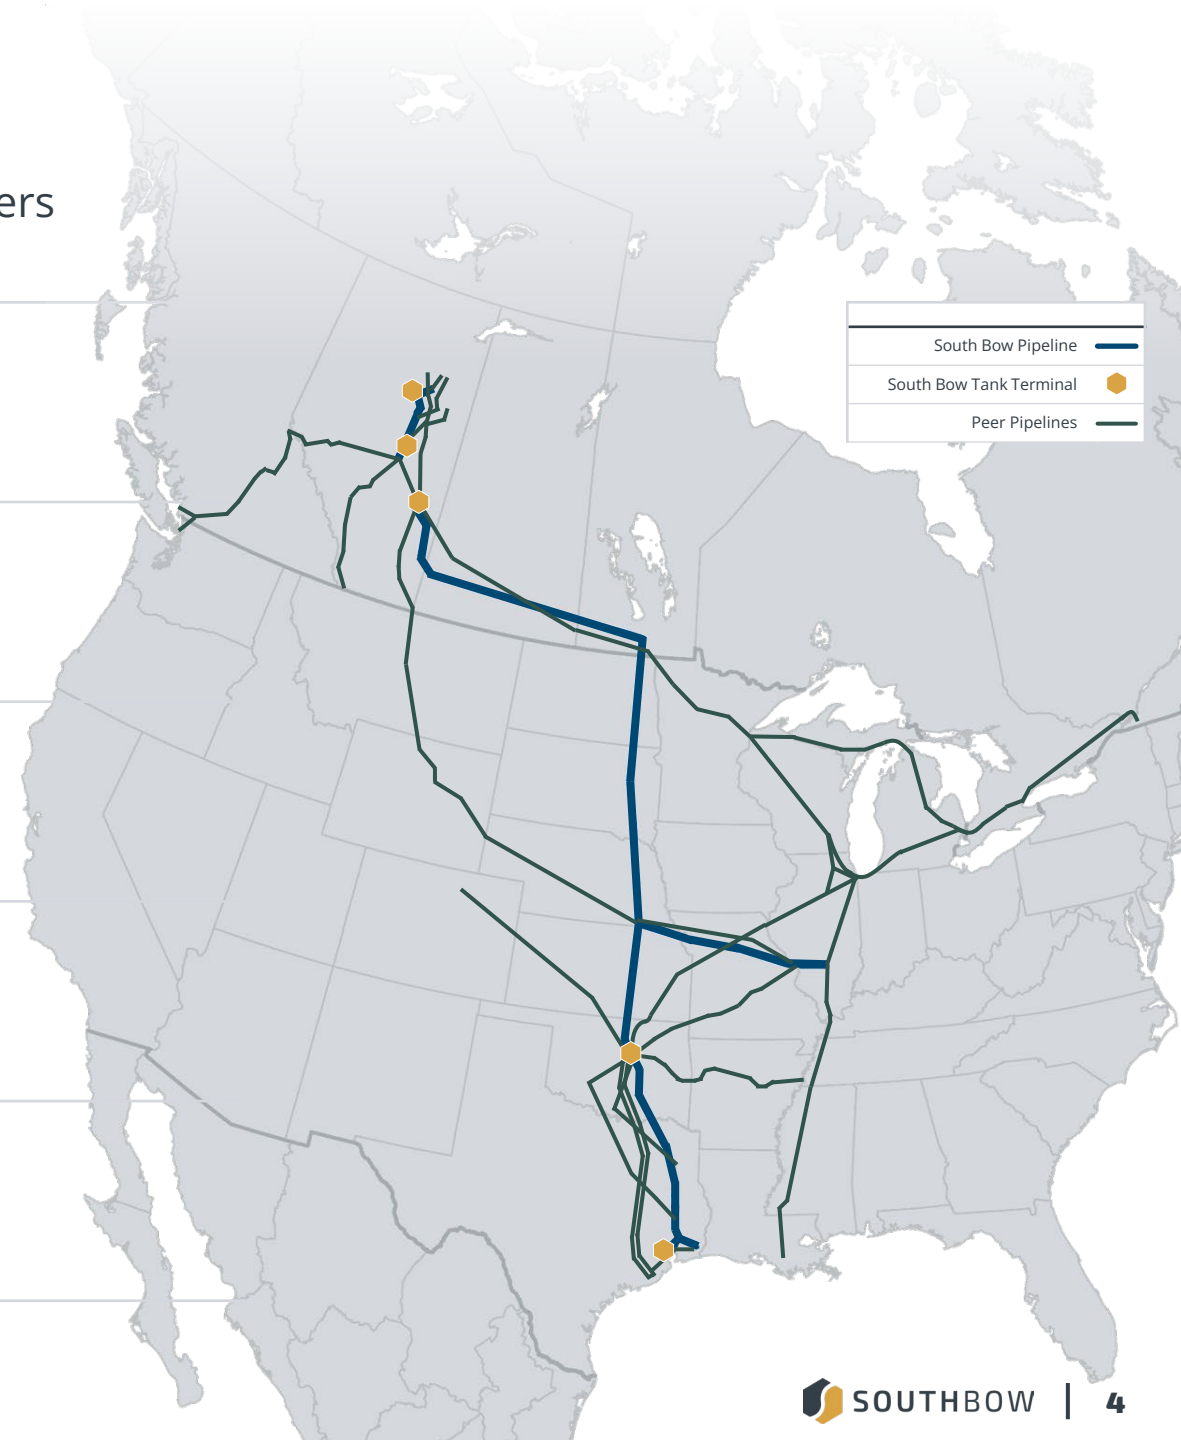 ers
South Bow Pipeline
South Bow Tank Terminal
Peer Pipelines
SOUTHBOW | 4